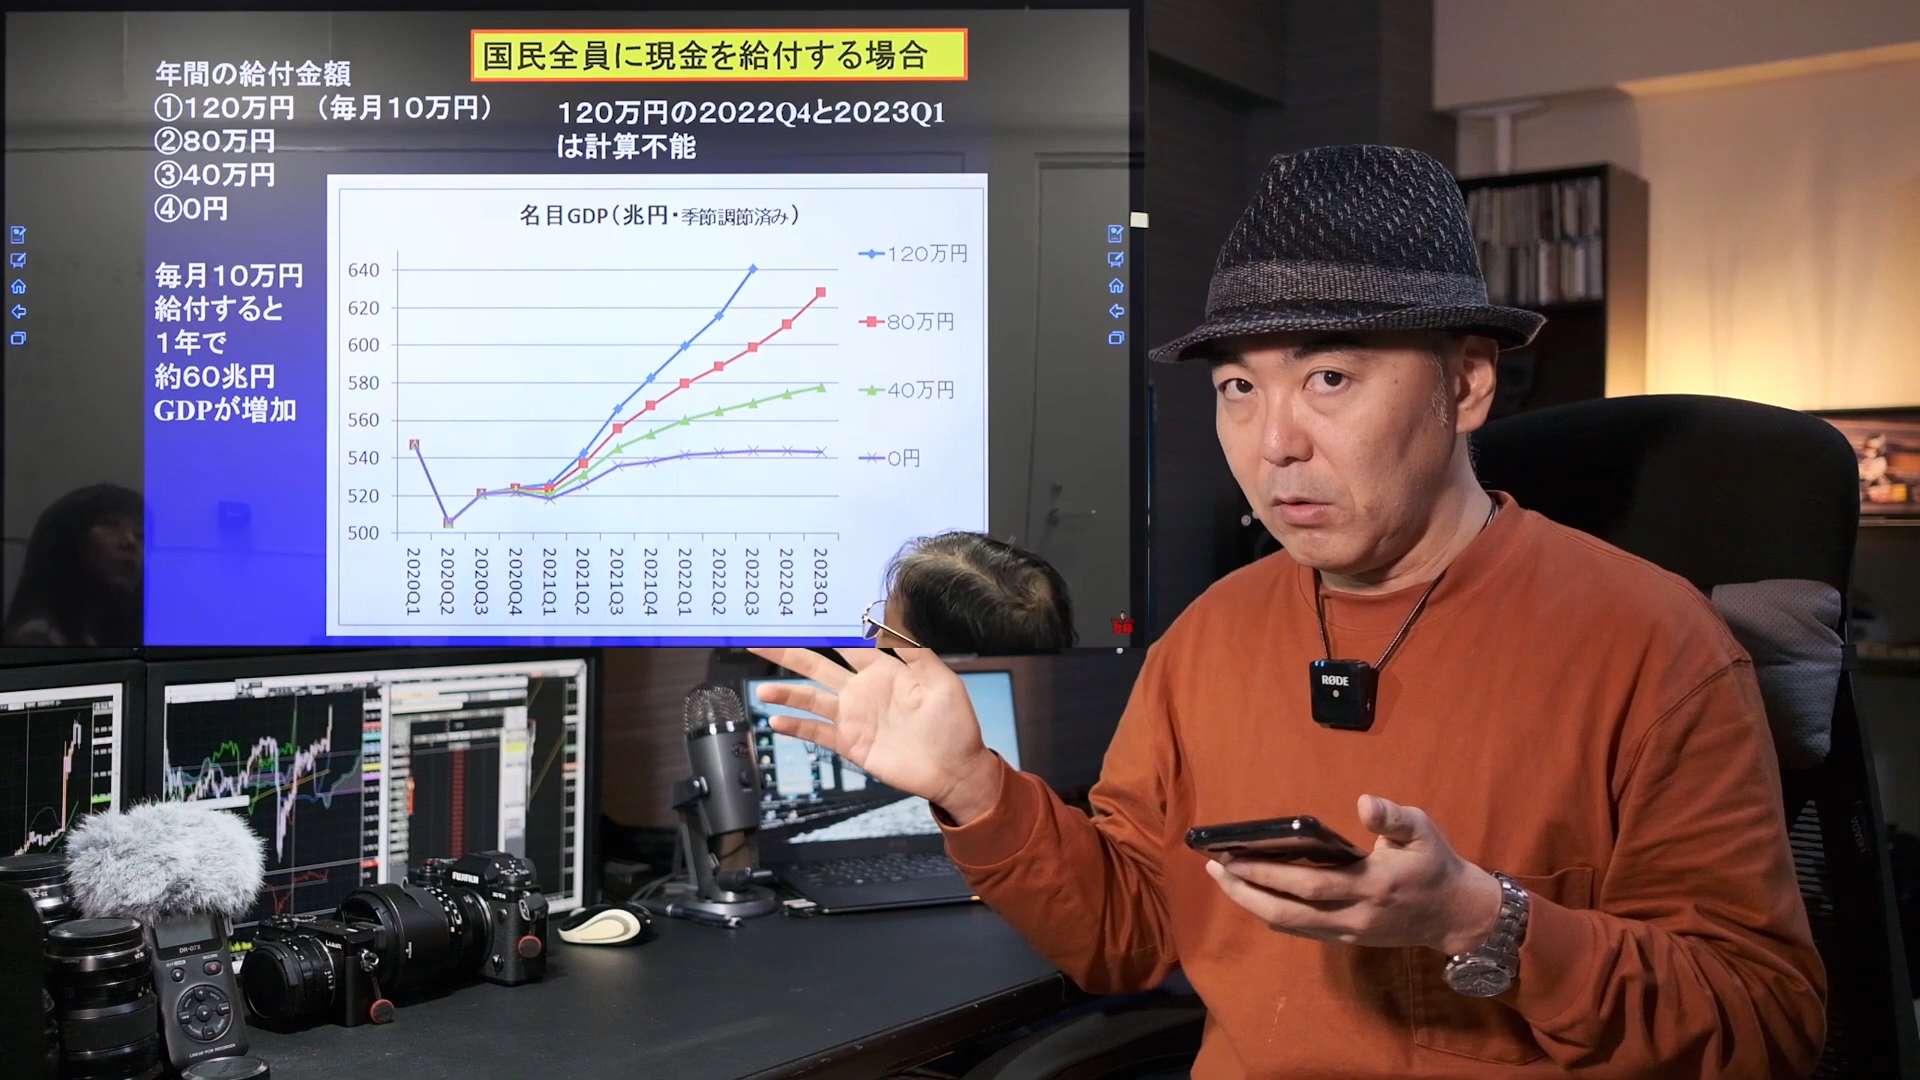 国民全員に現金を給付する場合
年間の給付金額
①120万円 (毎月10万円)
②80万円
③40万円
④0円
120万円の2022Q4と2023Q1
は計算不能
毎月10万円
給付すると
1年で
約60兆円
GDPが増加
名目GDP(兆円・季節調節済み)
640
620
600
580
560
540
520
500
120万円
80万円
40万円
0円
2020Q1
2020Q2
2020Q3
2020Q4
2021Q1
2021Q2
2021Q3
2021Q4
2022Q1
2022Q2
2022Q3
2022Q4
2023Q1
RØDE
FUJIFILM
LUMIX
DR-07X
LINEAR PCM RECORDER